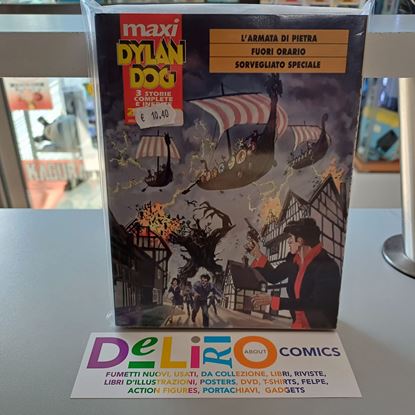 maxi
DYLAN
DOG
3 STORIE
COMPLETE
E
€ 10,40
L'ARMATA DI PIETRA
FUORI ORARIO
SORVEGLIATO SPECIALE
KAGURA
DeLiRiO ABOUT COMICS
FUMETTI NUOVI, USATI, DA COLLEZIONE, LIBRI, RIVISTE,
LIBRI D'ILLUSTRAZIONI, POSTERS, DVD, T-SHIRTS, FELPE,
ACTION FIGURES, PORTACHIAVI, GADGETS